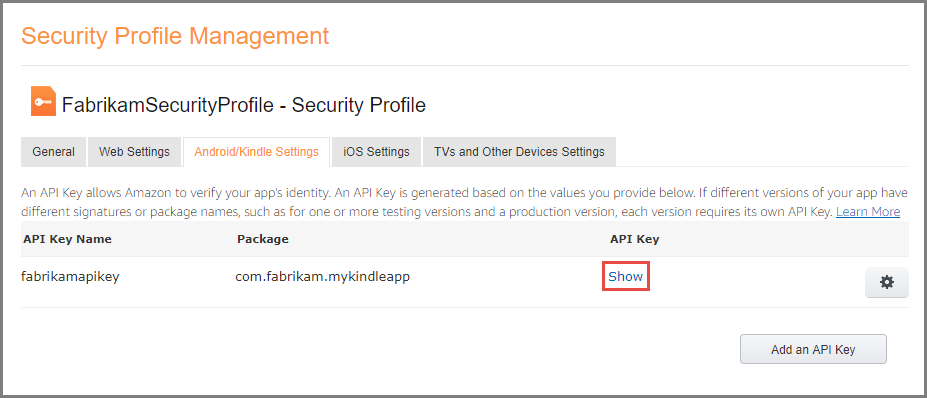 Security Profile Management
FabrikamSecurityProfile - Security Profile
General Web Settings Android/Kindle Settings iOS Settings TVs and Other Devices Settings
An API Key allows Amazon to verify your app's identity. An API Key is generated based on the values you provide below. If different versions of your app have
different signatures or package names, such as for one or more testing versions and a production version, each version requires its own API Key. Learn More
API Key Name Package API Key
fabrikamapikey com.fabrikam.mykindleapp Show
Add an API Key